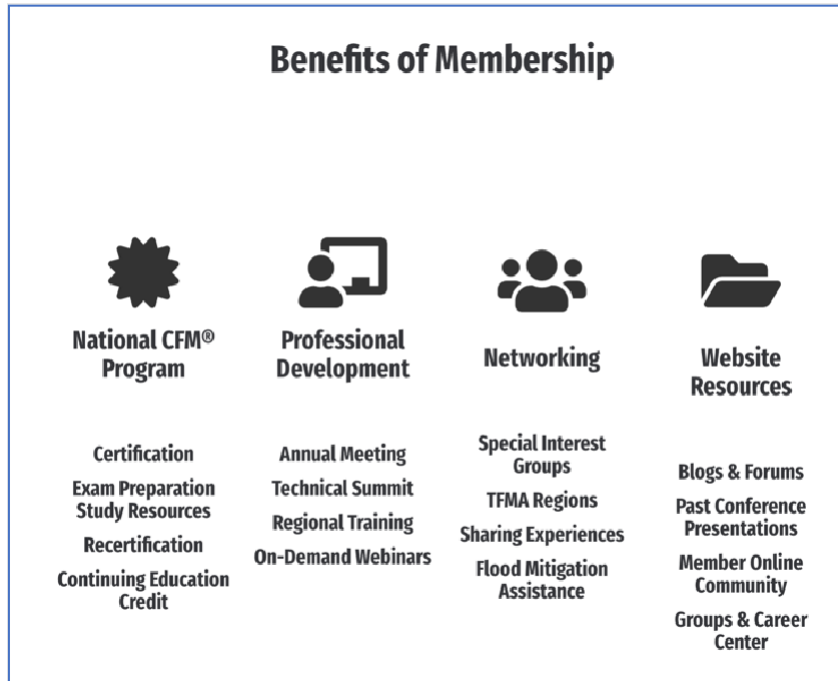 Benefits of Membership
National CFM®
Program
Certification
Exam Preparation
Study Resources
Recertification
Continuing Education
Credit
Professional
Development
Annual Meeting
Technical Summit
Regional Training
On-Demand Webinars
Networking
Special Interest
Groups
TFMA Regions
Sharing Experiences
Flood Mitigation
Assistance
Website
Resources
Blogs & Forums
Past Conference
Presentations
Member Online
Community
Groups & Career
Center